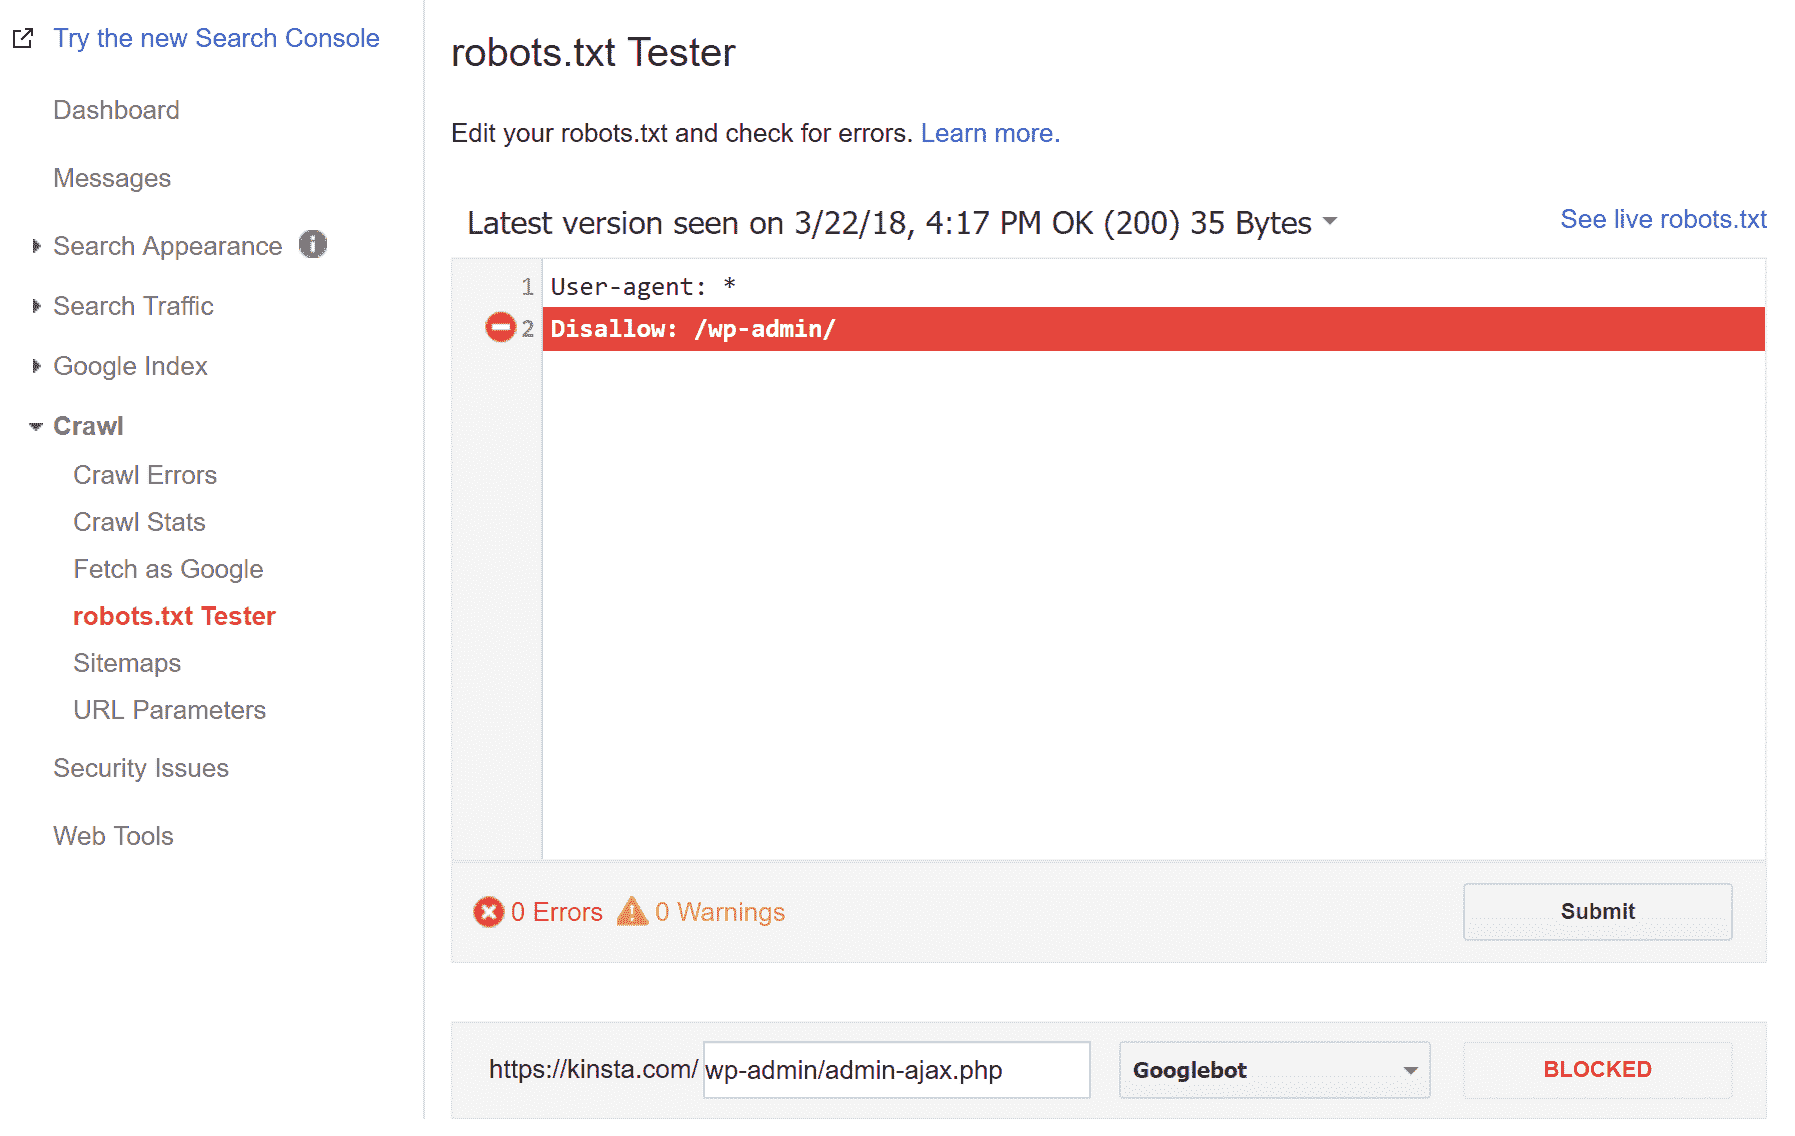 Try the new Search Console
Dashboard
Messages
Search Appearance
Search Traffic
Google Index
Crawl
Crawl Errors
Crawl Stats
Fetch as Google
robots.txt Tester
Sitemaps
URL Parameters
Security Issues
Web Tools
robots.txt Tester
Edit your robots.txt and check for errors. Learn more.
Latest version seen on 3/22/18, 4:17 PM OK (200) 35 Bytes
See live robots.txt
1 User-agent: *
2 Disallow: /wp-admin/
0 Errors 0 Warnings
Submit
https://kinsta.com/ wp-admin/admin-ajax.php
Googlebot
BLOCKED